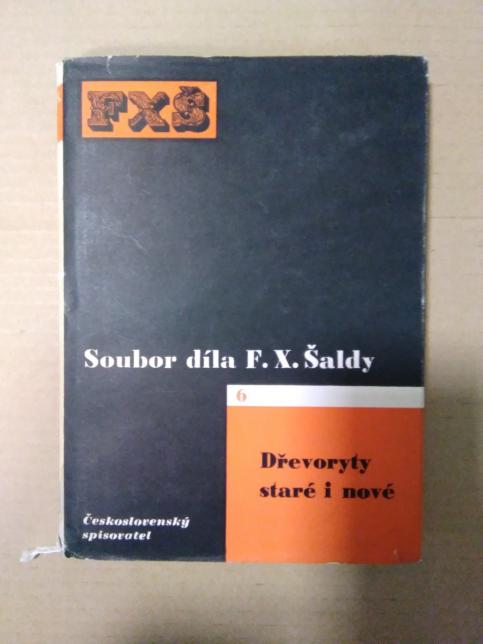 FXŠ
Soubor díla F. X. Šaldy
6
Dřevoryty
staré i nové
Československý
spisovatel